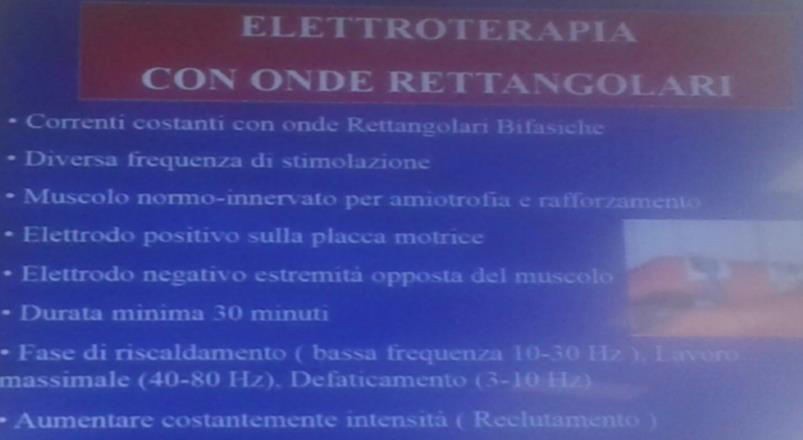 ELETTROTERAPIA
CON ONDE RETTANGOLARI
• Correnti costanti con onde Rettangolari Bifasiche
• Diversa frequenza di stimolazione
• Muscolo normo-innervato per amiotrofia e rafforzamento
• Elettrodo positivo sulla placca motrice
• Elettrodo negativo estremitá opposta del muscolo
• Durata minima 30 minuti
• Fase di riscaldamento ( bassa frequenza 10-30 Hz ), Lavoro
massimale (40-80 Hz), Defaticamento (3-10 Hz)
• Aumentare costantemente intensitá ( Reclutamento )